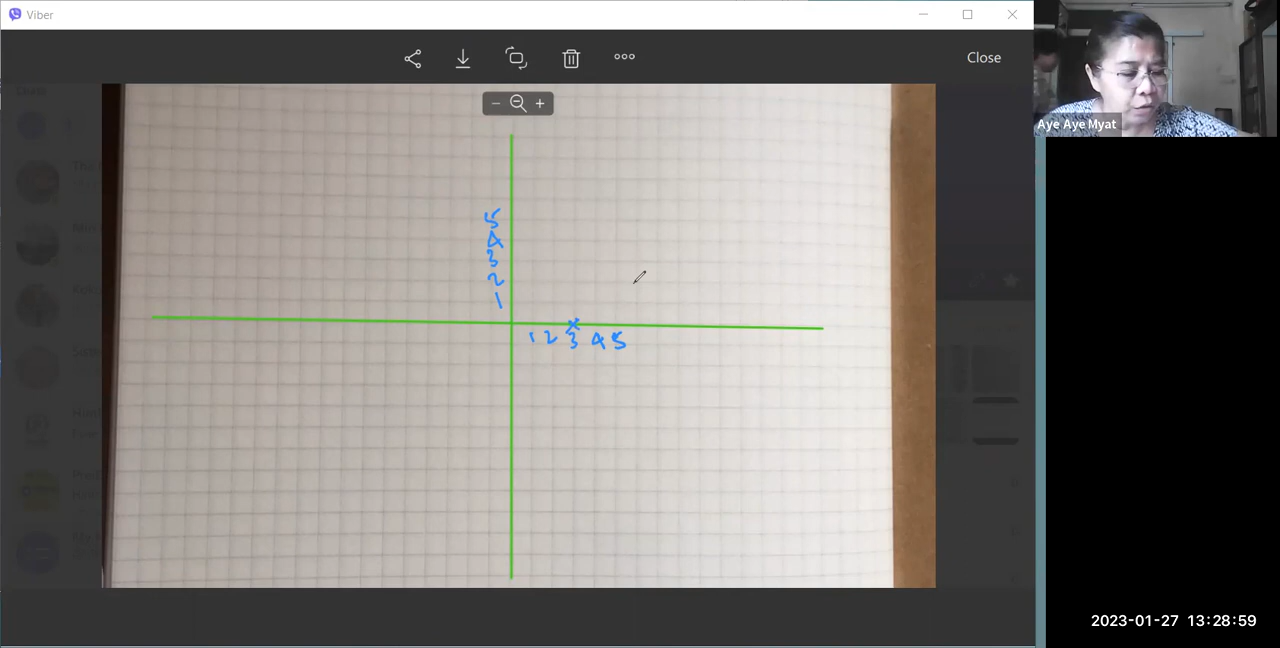 Viber
Close
Aye Aye Myat
5
4
3
2
1
1 2 3 4 5
2023-01-27 13:28:59